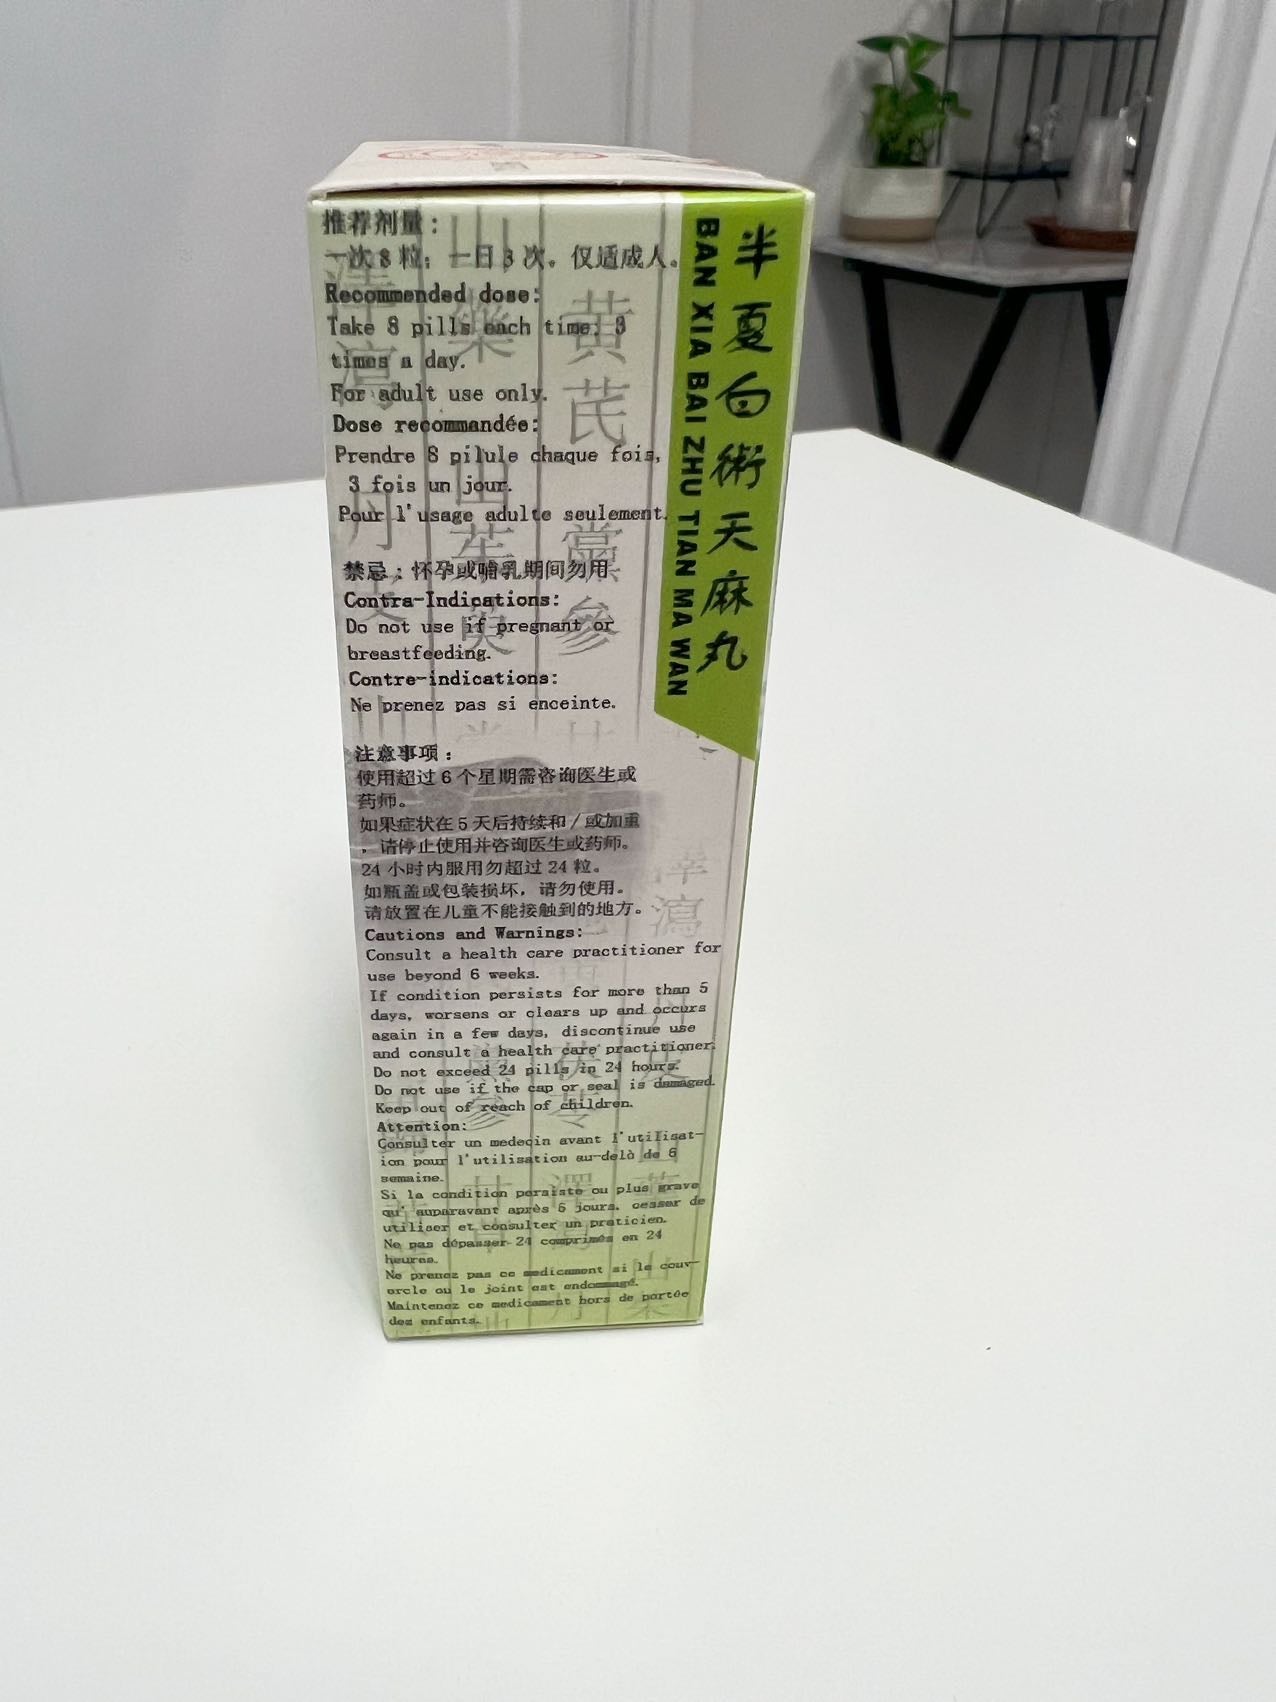 推荐剂量：
一次 8 粒；一日 3 次。仅适成人。
Recommended dose:
Take 8 pills each time; 3
times a day.
For adult use only.
Dose recommandée:
Prendre 8 pilule chaque fois,
3 fois un jour.
Pour l'usage adulte seulement.
禁忌：怀孕或哺乳期间勿用
Contra-Indications:
Do not use if pregnant or
breastfeeding.
Contre-indications:
Ne prenez pas si enceinte.
注意事项：
使用超过 6 个星期需咨询医生或
药师。
如果症状在 5 天后持续和/或加重
，请停止使用并咨询医生或药师。
24 小时内服用勿超过 24 粒。
如瓶盖或包装损坏，请勿使用。
请放置在儿童不能接触到的地方。
Cautions and Warnings:
Consult a health care practitioner for
use beyond 6 weeks.
If condition persists for more than 5
days, worsens or clears up and occurs
again in a few days, discontinue use
and consult a health care practitioner.
Do not exceed 24 pills in 24 hours.
Do not use if the cap or seal is damaged.
Keep out of reach of children.
Attention:
Consulter un medecin avant l'utilisat-
ion pour l'utilisation au-delà de 6
semaine.
Si la condition persiste ou plus grave
qu' auparavant après 5 jours, cesser de
utiliser et consulter un praticien.
Ne pas dépasser 24 comprimés en 24
heures.
Ne prenez pas ce medicament si le couv-
ercle ou le joint est endommagé.
Maintenez ce medicament hors de portée
des enfants.
半夏白術天麻丸
BAN XIA BAI ZHU TIAN MA WAN
黄芪
黨參
山藥
山茱萸
澤瀉
丹皮
茯苓